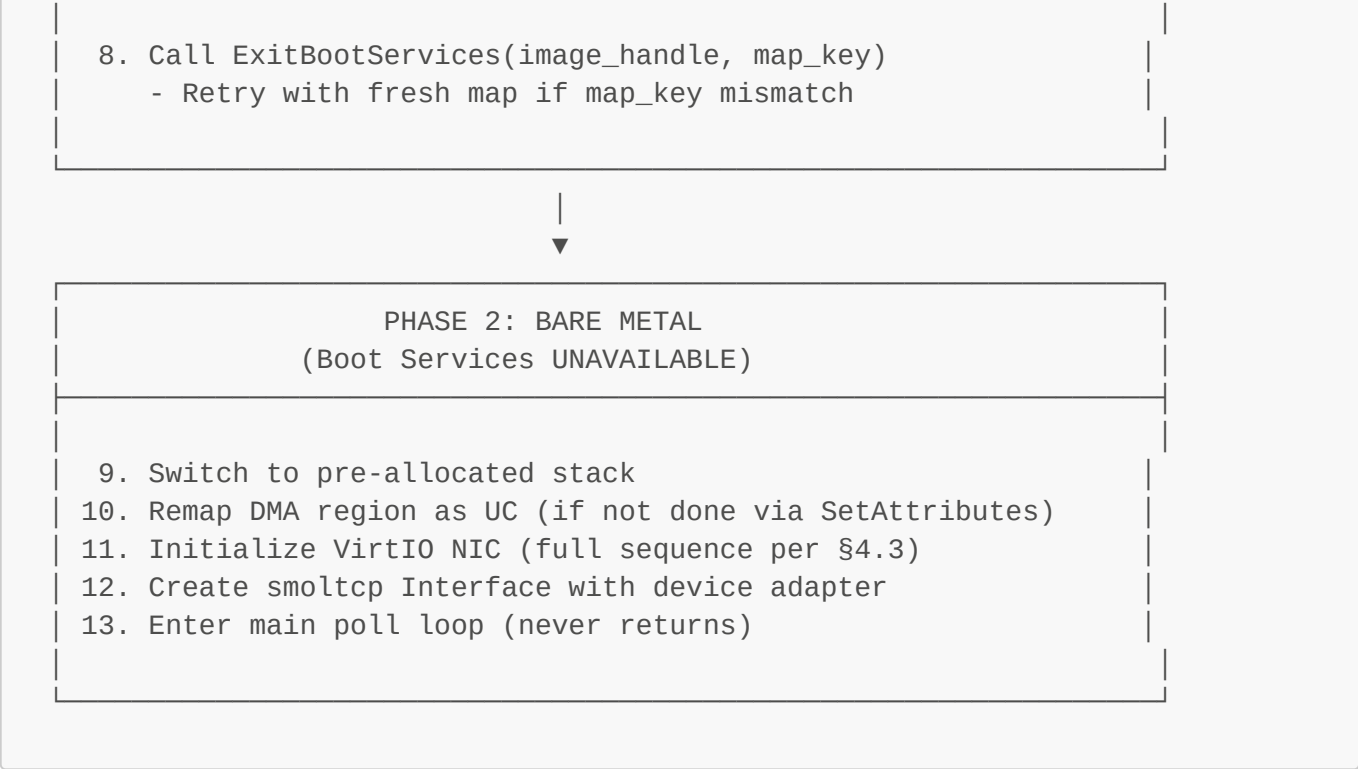 8. Call ExitBootServices(image_handle, map_key)
- Retry with fresh map if map_key mismatch
PHASE 2: BARE METAL
(Boot Services UNAVAILABLE)
9. Switch to pre-allocated stack
10. Remap DMA region as UC (if not done via SetAttributes)
11. Initialize VirtIO NIC (full sequence per §4.3)
12. Create smoltcp Interface with device adapter
13. Enter main poll loop (never returns)